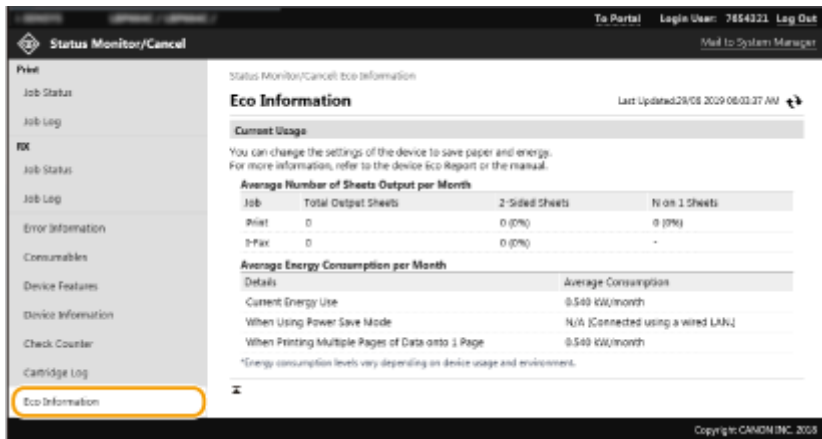 To Portal Login User: 7654321 Log Out
Status Monitor/Cancel
Mail to System Manager
Print
Job Status
Job Log
RX
Job Status
Job Log
Error Information
Consumables
Device Features
Device Information
Check Counter
Cartridge Log
Eco Information
Status Monitor/Cancel: Eco Information
Eco Information
Last Updated:29/05 2019 06:03:37 AM
Current Usage
You can change the settings of the device to save paper and energy.
For more information, refer to the device Eco Report or the manual.
Average Number of Sheets Output per Month
Job Total Output Sheets 2-Sided Sheets N on 1 Sheets
Print 0 0 (0%) 0 (0%)
I-Fax 0 0 (0%) -
Average Energy Consumption per Month
Details Average Consumption
Current Energy Use 0.540 kW/month
When Using Power Save Mode N/A (Connected using a wired LAN.)
When Printing Multiple Pages of Data onto 1 Page 0.540 kW/month
*Energy consumption levels vary depending on device usage and environment.
Copyright CANON INC. 2018